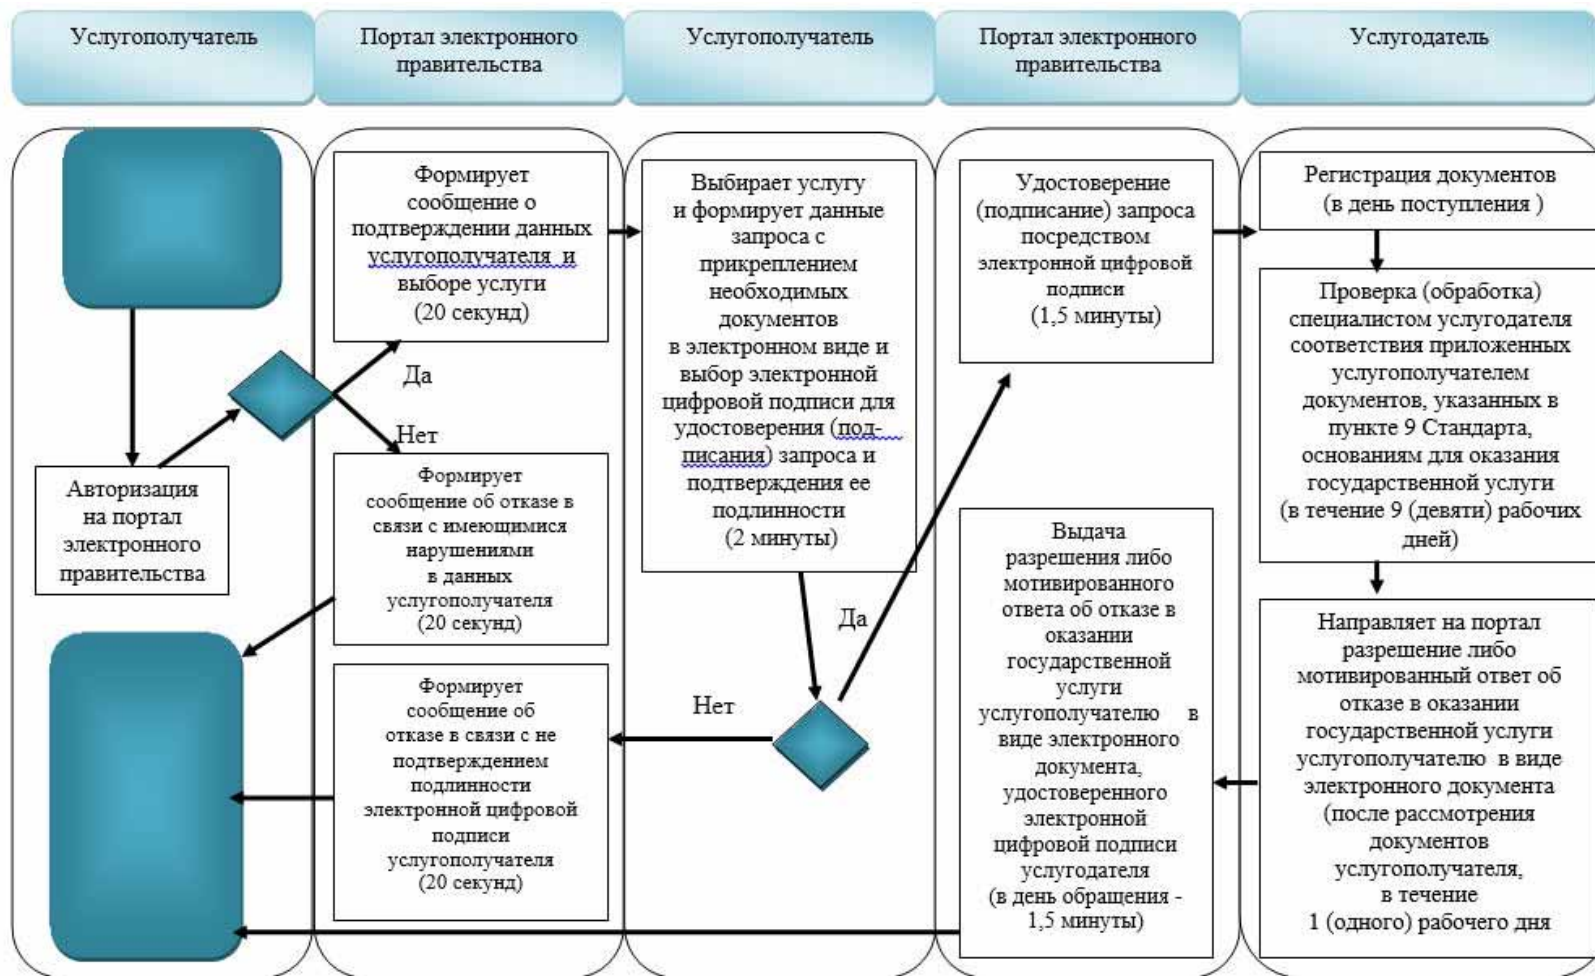 Услугополучатель
Портал электронного
правительства
Услугополучатель
Портал электронного
правительства
Услугодатель
Авторизация
на портал
электронного
правительства
Формирует
сообщение о
подтверждении данных
услугополучателя и
выборе услуги
(20 секунд)
Да
Нет
Формирует
сообщение об отказе в
связи с имеющимися
нарушениями
в данных
услугополучателя
(20 секунд)
Формирует
сообщение об
отказе в связи с не
подтверждением
подлинности
электронной цифровой
подписи
услугополучателя
(20 секунд)
Выбирает услугу
и формирует данные
запроса с
прикреплением
необходимых
документов
в электронном виде и
выбор электронной
цифровой подписи для
удостоверения (под-
писания) запроса и
подтверждения ее
подлинности
(2 минуты)
Нет
Да
Удостоверение
(подписание) запроса
посредством
электронной цифровой
подписи
(1,5 минуты)
Выдача
разрешения либо
мотивированного
ответа об отказе в
оказании
государственной
услуги
услугополучателю в
виде электронного
документа,
удостоверенного
электронной
цифровой подписи
услугодателя
(в день обращения -
1,5 минуты)
Регистрация документов
(в день поступления )
Проверка (обработка)
специалистом услугодателя
соответствия приложенных
услугополучателем
документов, указанных в
пункте 9 Стандарта,
основаниям для оказания
государственной услуги
(в течение 9 (девяти) рабочих
дней)
Направляет на портал
разрешение либо
мотивированный ответ об
отказе в оказании
государственной услуги
услугополучателю в виде
электронного документа
(после рассмотрения
документов
услугополучателя,
в течение
1 (одного) рабочего дня